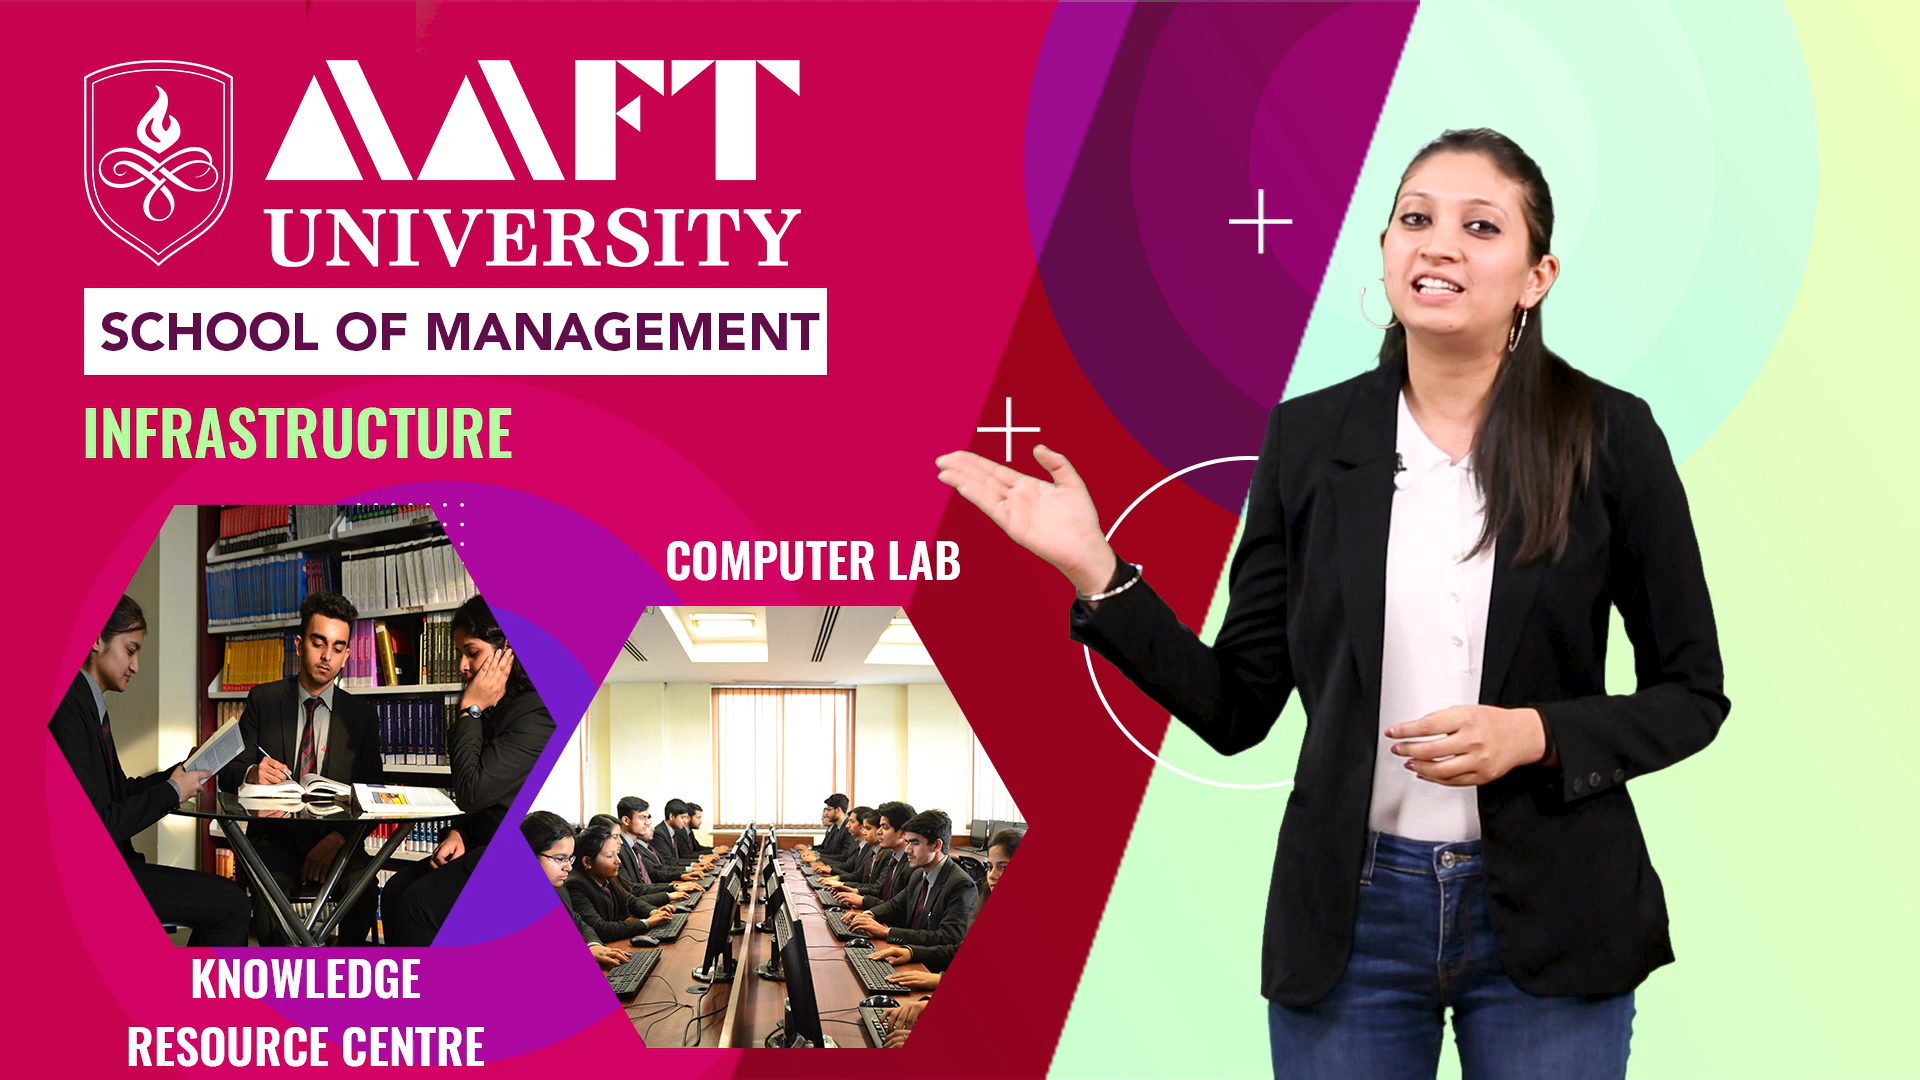 AAFT
UNIVERSITY
SCHOOL OF MANAGEMENT
INFRASTRUCTURE
COMPUTER LAB
KNOWLEDGE
RESOURCE CENTRE